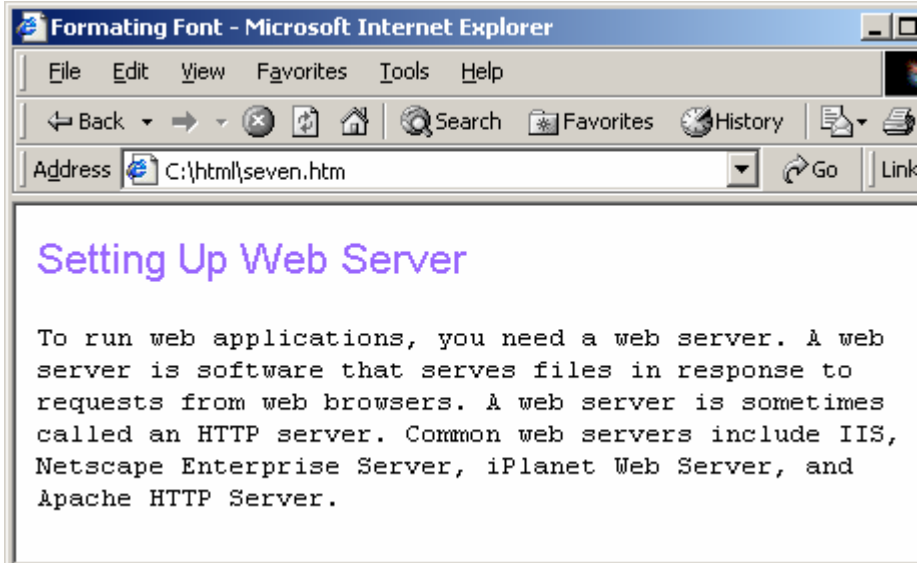 Formating Font - Microsoft Internet Explorer
File Edit View Favorites Tools Help
Back Search Favorites History
Address C:\html\seven.htm Go Link
Setting Up Web Server
To run web applications, you need a web server. A web
server is software that serves files in response to
requests from web browsers. A web server is sometimes
called an HTTP server. Common web servers include IIS,
Netscape Enterprise Server, iPlanet Web Server, and
Apache HTTP Server.